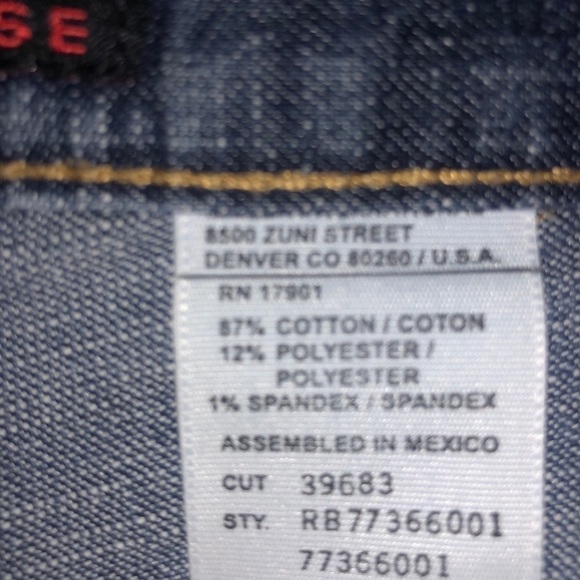 SE
8500 ZUNI STREET
DENVER CO 80260 / U.S.A.
RN 17901
87% COTTON / COTON
12% POLYESTER /
POLYESTER
1% SPANDEX / SPANDEX
ASSEMBLED IN MEXICO
CUT 39683
STY. RB77366001
77366001